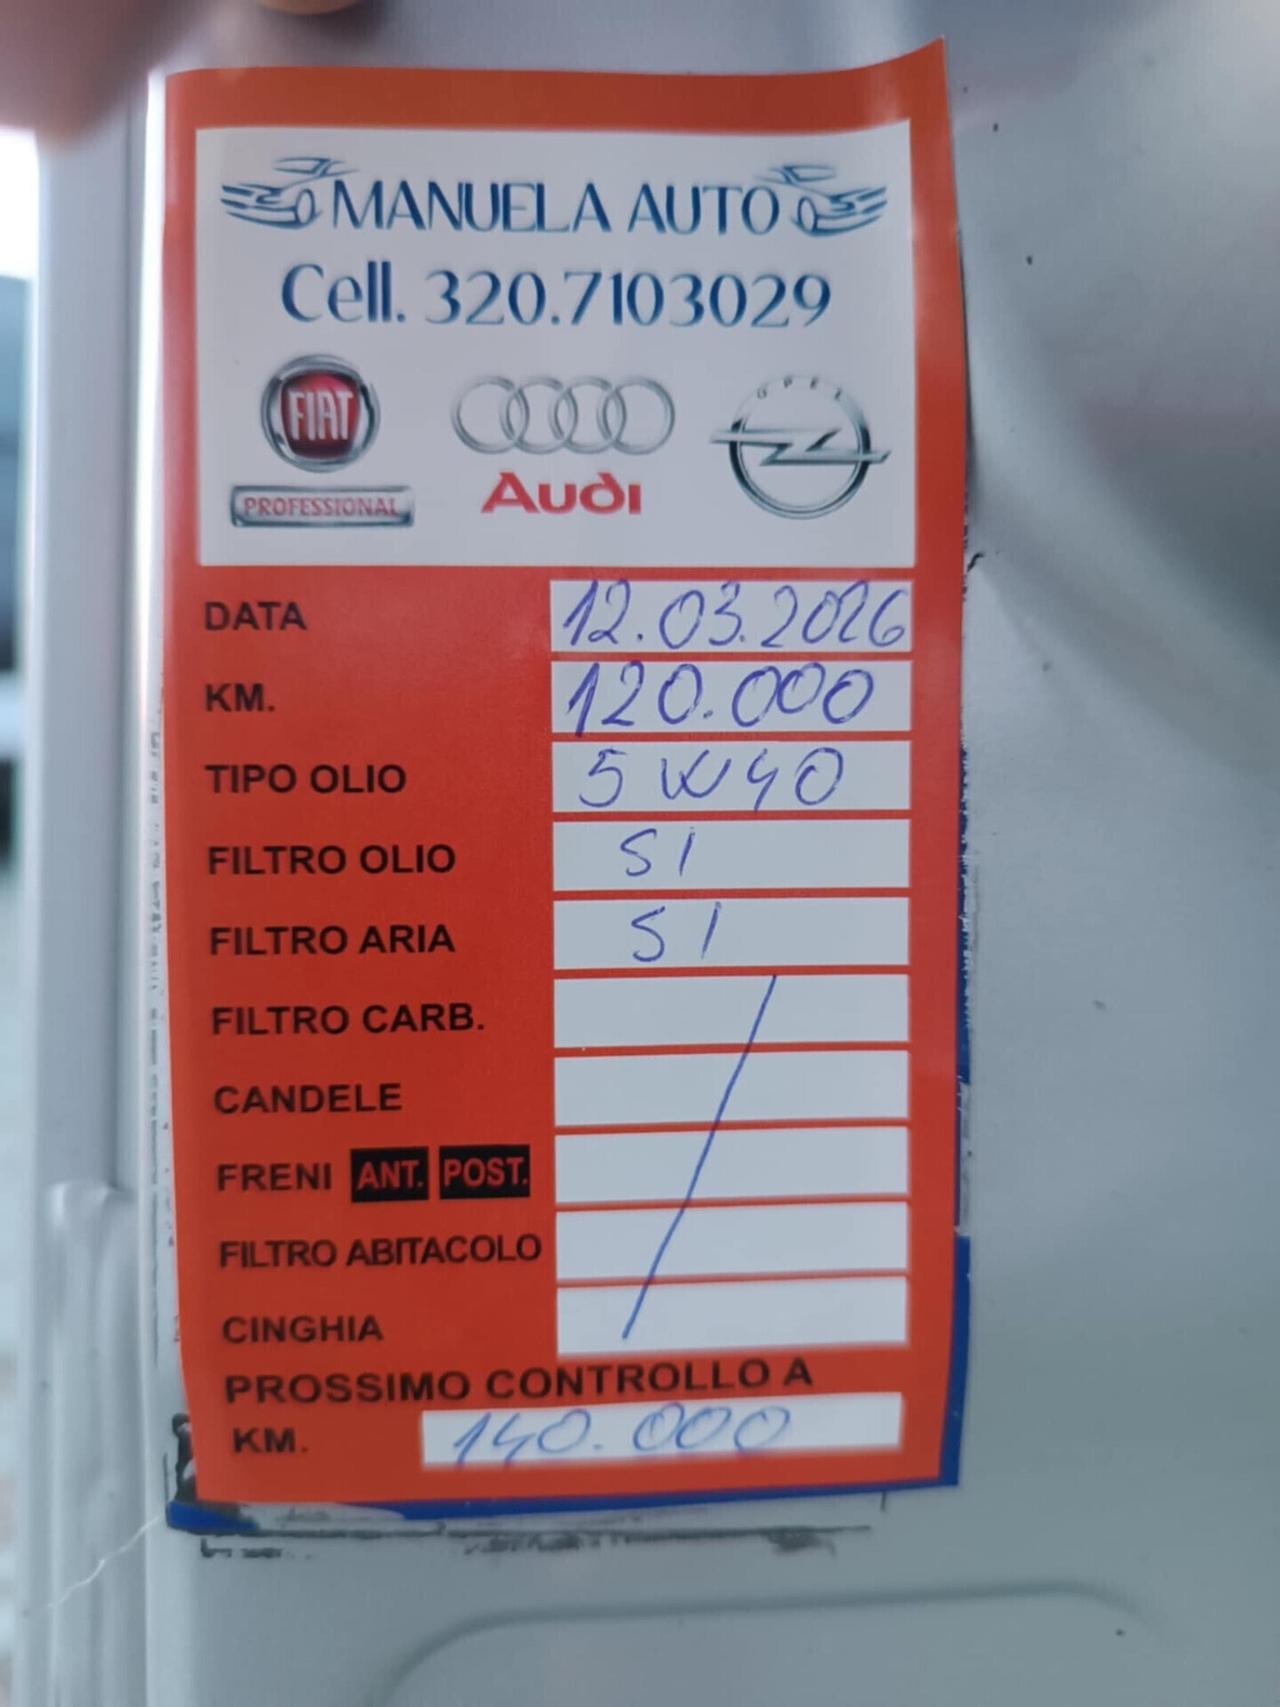 MANUELA AUTO
Cell. 320.7103029
FIAT
PROFESSIONAL
Audi
OPEL
DATA 12.03.2026
KM. 120.000
TIPO OLIO 5W40
FILTRO OLIO SI
FILTRO ARIA SI
FILTRO CARB.
CANDELE
FRENI ANT. POST.
FILTRO ABITACOLO
CINGHIA
PROSSIMO CONTROLLO A
KM. 140.000